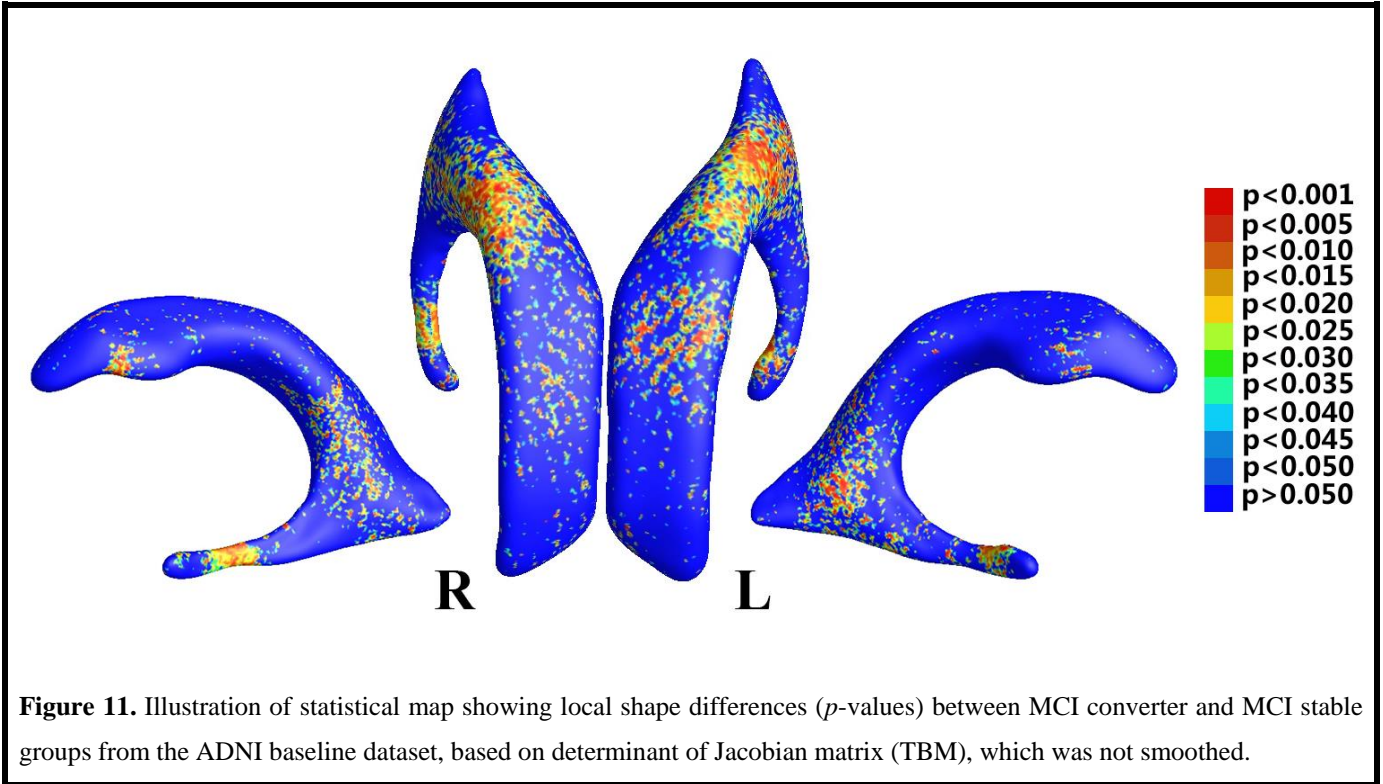 p<0.001
p<0.005
p<0.010
p<0.015
p<0.020
p<0.025
p<0.030
p<0.035
p<0.040
p<0.045
p<0.050
p>0.050
R L
Figure 11. Illustration of statistical map showing local shape differences (p-values) between MCI converter and MCI stable
groups from the ADNI baseline dataset, based on determinant of Jacobian matrix (TBM), which was not smoothed.